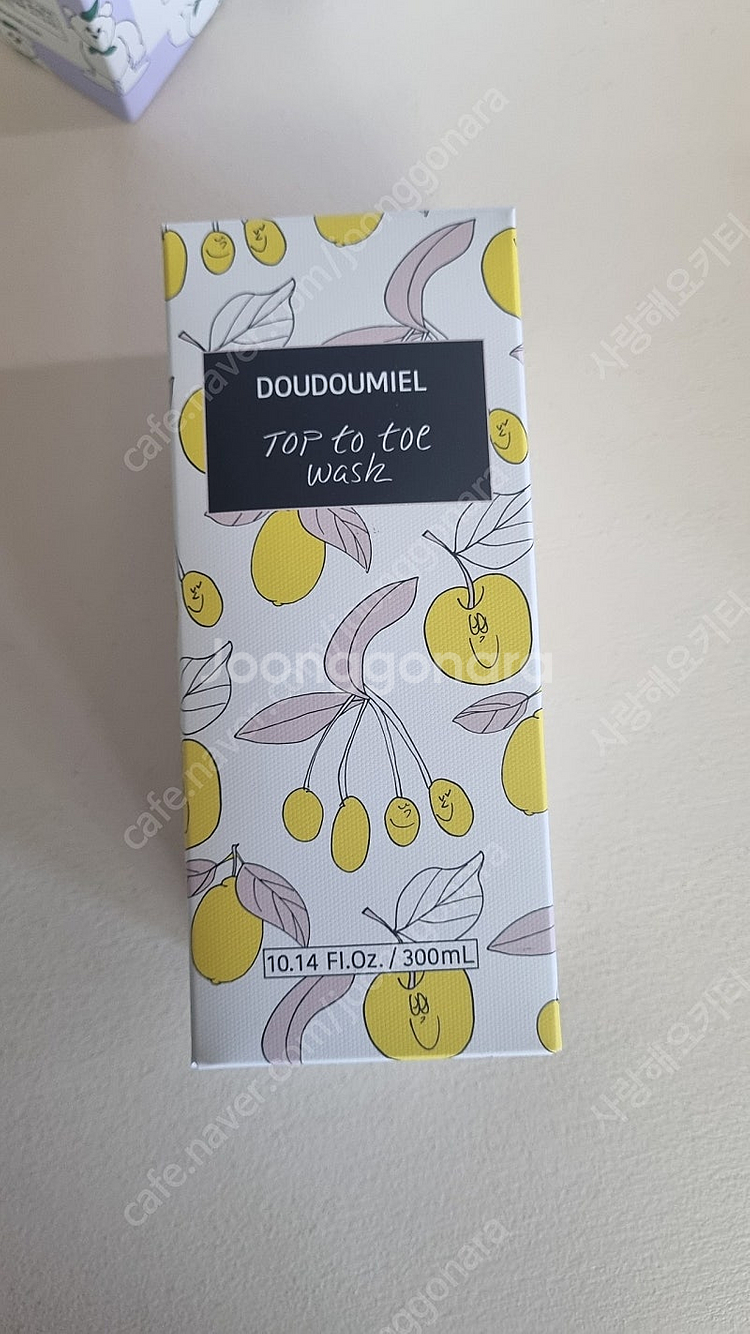 DOUDOUMIEL
TOP to toe
wash
10.14 Fl.Oz. / 300mL
Joonggonara
cafe.naver.com/joonggonara
사랑해요키티